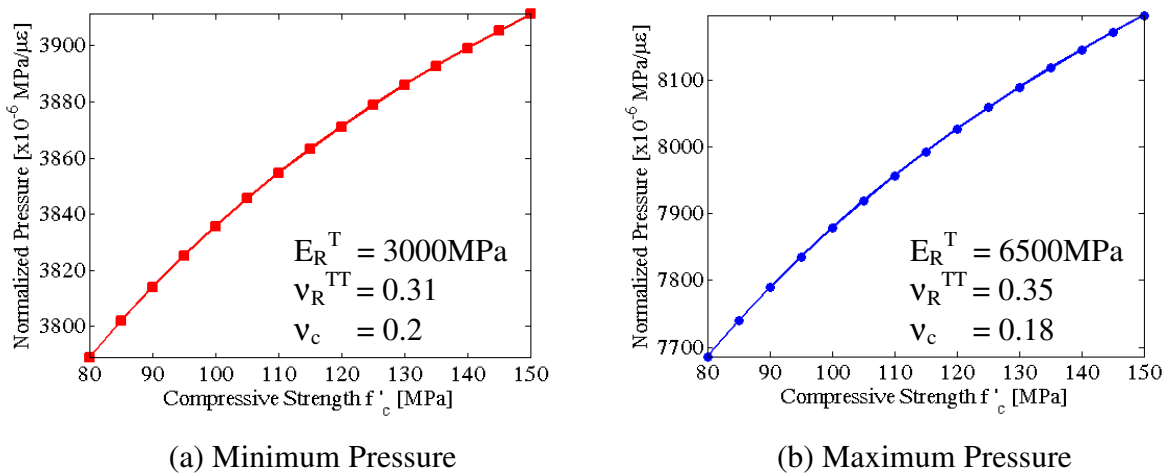 Normalized Pressure [x10⁻⁶ MPa/με]
3900
3880
3860
3840
3820
3800
80 90 100 110 120 130 140 150
Compressive Strength f'c [MPa]
E_R^T = 3000MPa
ν_R^TT = 0.31
ν_c = 0.2
(a) Minimum Pressure
Normalized Pressure [x10⁻⁶ MPa/με]
8100
8000
7900
7800
7700
80 90 100 110 120 130 140 150
Compressive Strength f'c [MPa]
E_R^T = 6500MPa
ν_R^TT = 0.35
ν_c = 0.18
(b) Maximum Pressure